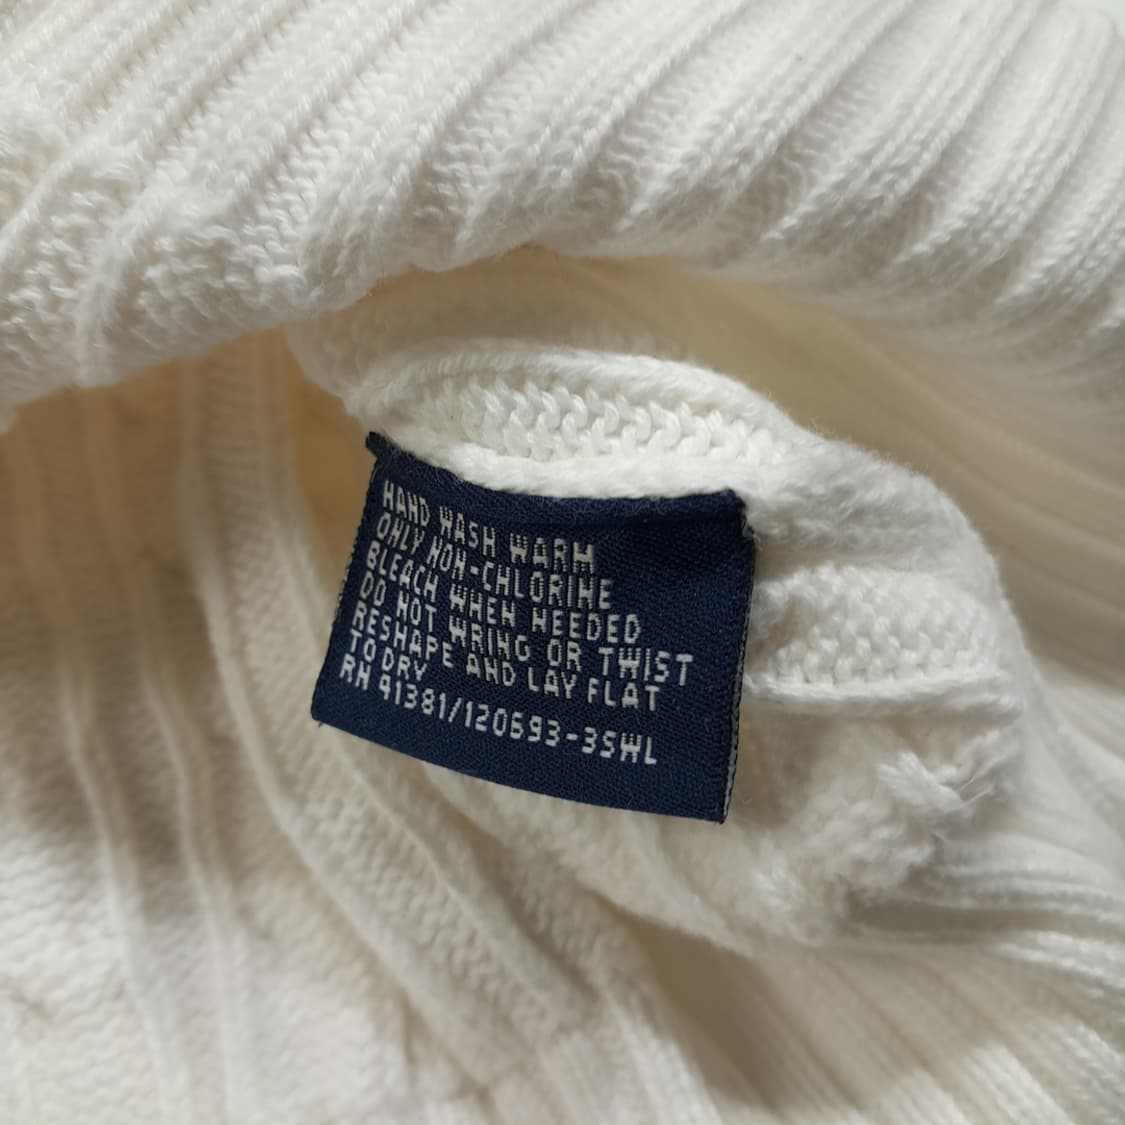 HAND WASH WARM
ONLY NON-CHLORINE
BLEACH WHEN NEEDED
DO NOT WRING OR TWIST
RESHAPE AND LAY FLAT
TO DRY
RN 41381/120693-3SWL